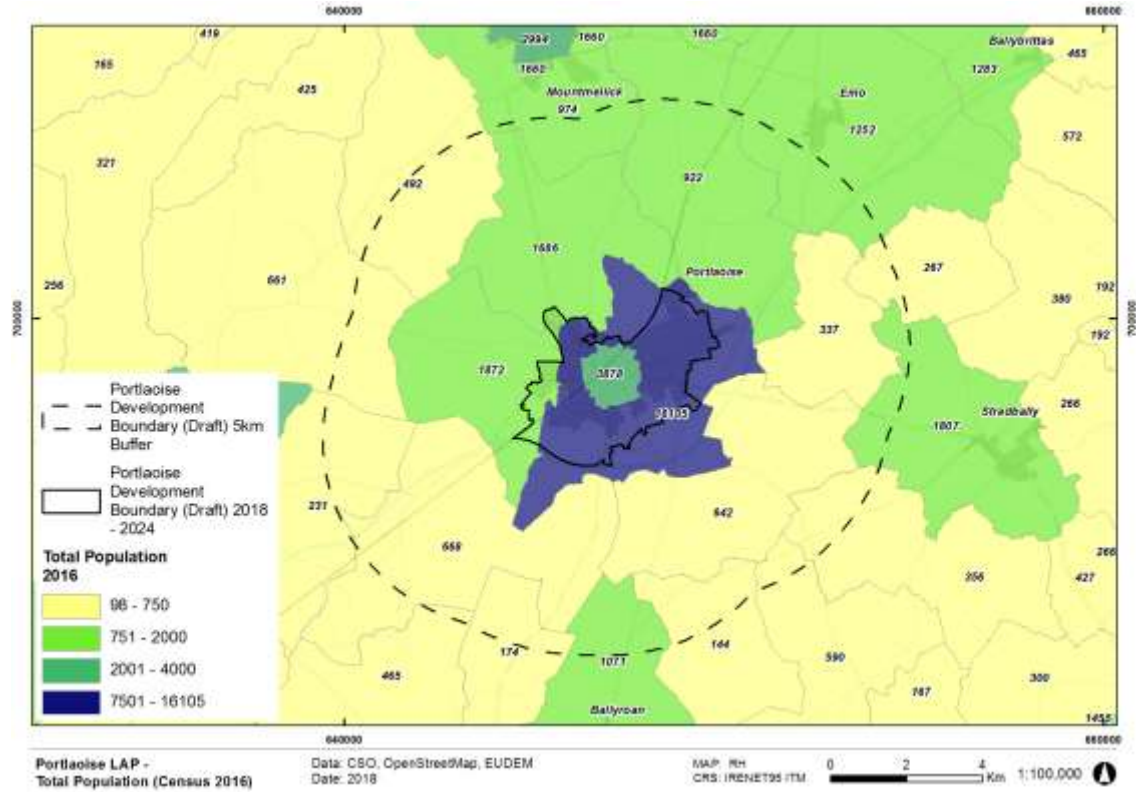 640000
660000
419
2994
1660
1660
Ballybrittas
465
165
1660
1283
425
Mountmellick
Emo
974
1252
572
321
922
492
1686
267
Portlaoise
661
256
192
380
700000
700000
337
192
1872
3878
266
16105
Stradbally
1807
Portlaoise
Development
Boundary (Draft) 5km
Buffer
Portlaoise
Development
Boundary (Draft) 2018
- 2024
231
642
668
266
356
427
Total Population
2016
98 - 750
751 - 2000
2001 - 4000
7501 - 16105
174
1071
144
590
465
167
300
Ballyroan
1455
640000
660000
Portlaoise LAP -
Total Population (Census 2016)
Data: CSO, OpenStreetMap, EUDEM
Date: 2018
MAP: RH
CRS: IRENET95 ITM
0 2 4
Km
1:100,000